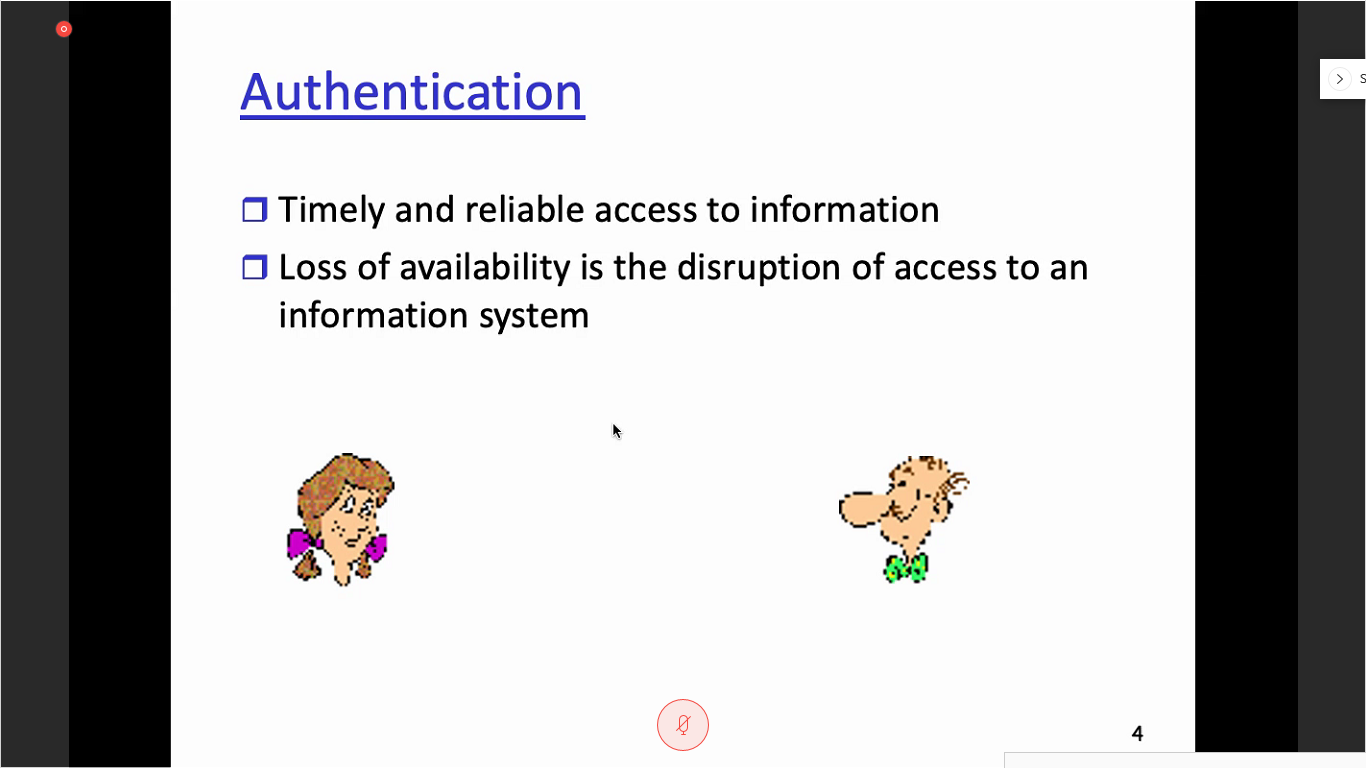 Authentication
Timely and reliable access to information
Loss of availability is the disruption of access to an
information system
4